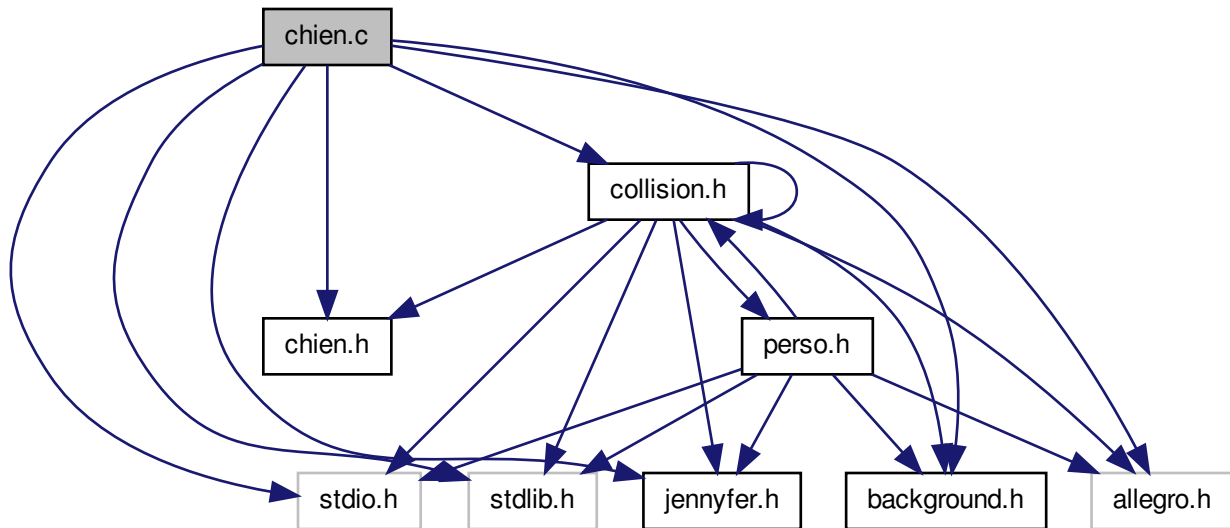 chien.c
collision.h
chien.h
perso.h
stdio.h
stdlib.h
jennyfer.h
background.h
allegro.h